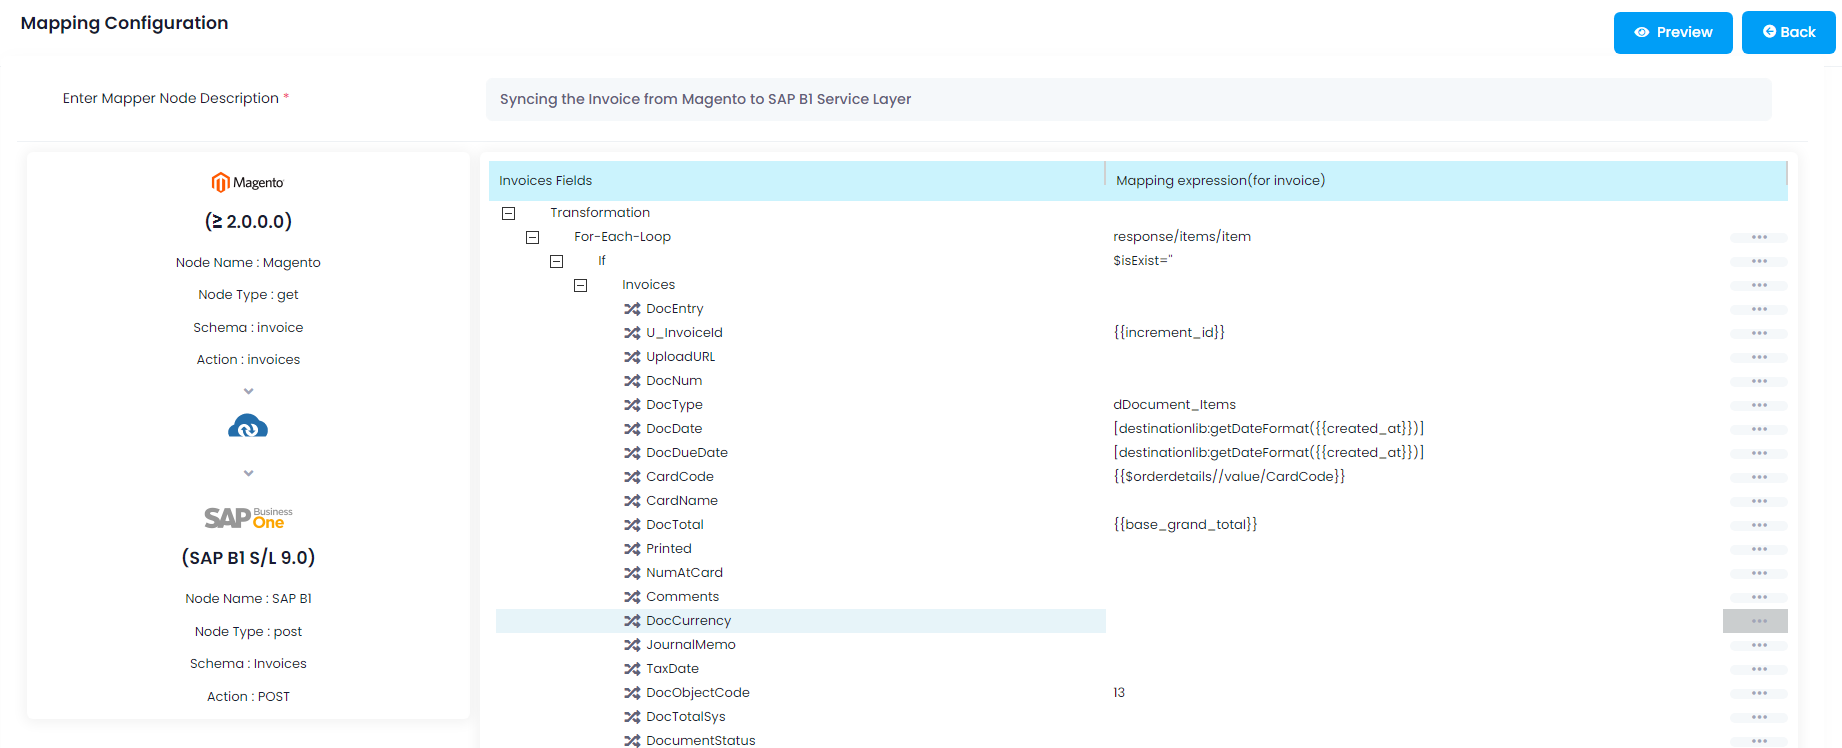 Mapping Configuration
Preview
Back
Enter Mapper Node Description *
Syncing the Invoice from Magento to SAP B1 Service Layer
Magento
(≥ 2.0.0.0)
Node Name : Magento
Node Type : get
Schema : invoice
Action : invoices
SAP Business One
(SAP B1 S/L 9.0)
Node Name : SAP B1
Node Type : post
Schema : Invoices
Action : POST
Invoices Fields Mapping expression(for invoice)
Transformation
For-Each-Loop response/items/item
If $isExist=''
Invoices
DocEntry
U_InvoiceId {{increment_id}}
UploadURL
DocNum
DocType dDocument_Items
DocDate [destinationlib:getDateFormat({{created_at}})]
DocDueDate [destinationlib:getDateFormat({{created_at}})]
CardCode {{$orderdetails//value/CardCode}}
CardName
DocTotal {{base_grand_total}}
Printed
NumAtCard
Comments
DocCurrency
JournalMemo
TaxDate
DocObjectCode 13
DocTotalSys
DocumentStatus